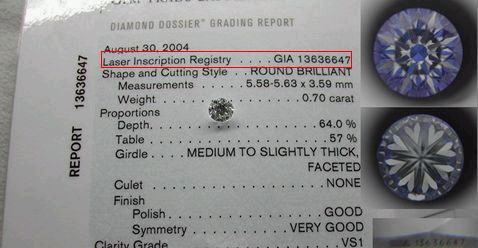 DIAMOND DOSSIER® GRADING REPORT
August 30, 2004
Laser Inscription Registry . . . . GIA 13636647
Shape and Cutting Style . . ROUND BRILLIANT
Measurements . . 5.58-5.63 x 3.59 mm
Weight . . . . 0.70 carat
Proportions
Depth. . . . 64.0 %
Table . . . . 57 %
Girdle . . MEDIUM TO SLIGHTLY THICK,
FACETED
Culet . . . . NONE
Finish
Polish . . . . GOOD
Symmetry . . . . VERY GOOD
Clarity Grade . . . . VS1
REPORT 13636647
13636647